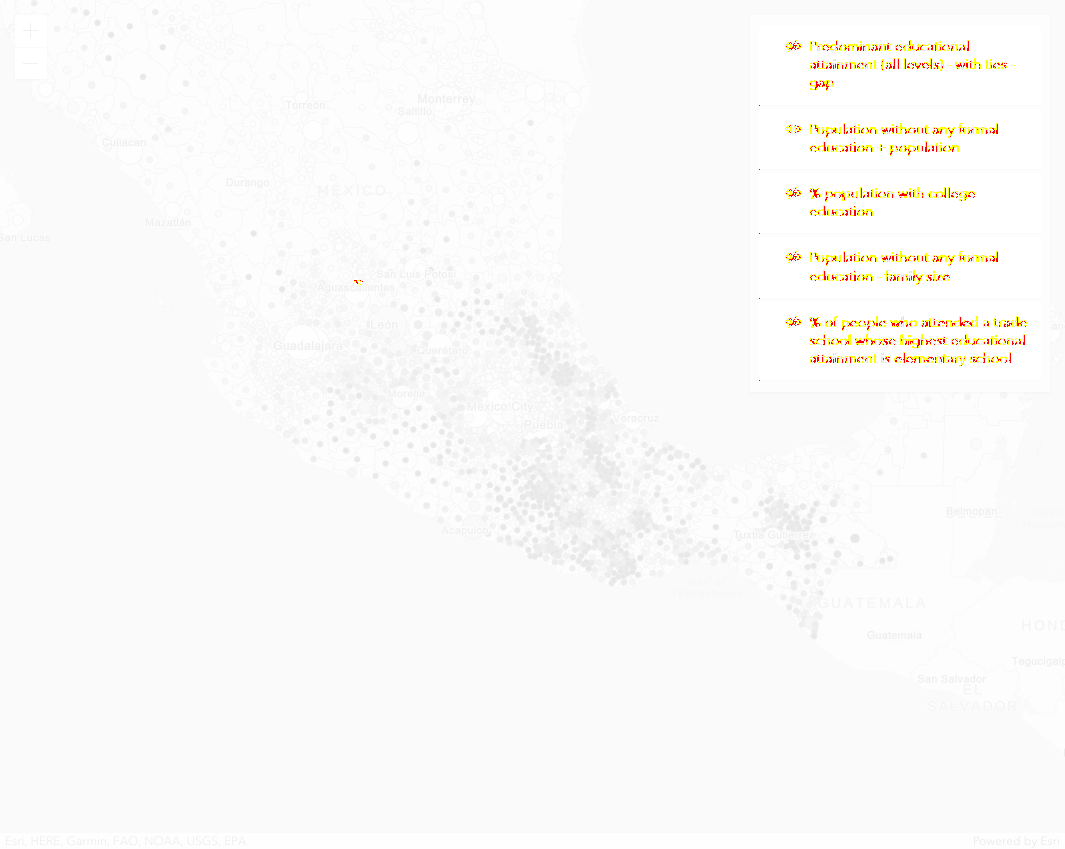 Predominant educational
attainment (all levels) - with ties -
gap
Population without any formal
education + population
% population with college
education
Population without any formal
education - family size
% of people who attended a trade
school whose highest educational
attainment is elementary school
Torreón
Monterrey
Saltillo
Culiacán
Durango
MÉXICO
Mazatlán
San Lucas
San Luis Potosí
Aguascalientes
León
Guadalajara
Morelia
Mexico City
Puebla
Veracruz
Acapulco
Tuxtla Gutiérrez
Belmopan
GUATEMALA
Guatemala
HON
Tegucigalp
San Salvador
EL
SALVADOR
Esri, HERE, Garmin, FAO, NOAA, USGS, EPA
Powered by Esri